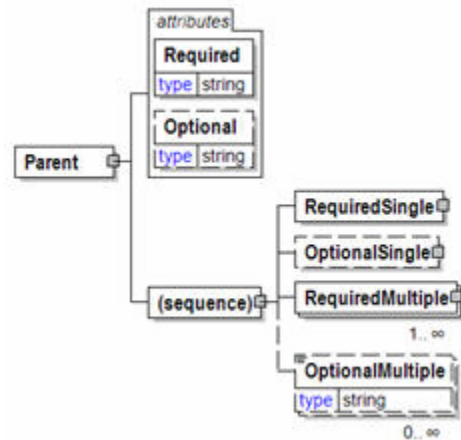 attributes
Required
type string
Optional
type string
Parent
RequiredSingle
OptionalSingle
(sequence)
RequiredMultiple
1.. ∞
OptionalMultiple
type string
0.. ∞